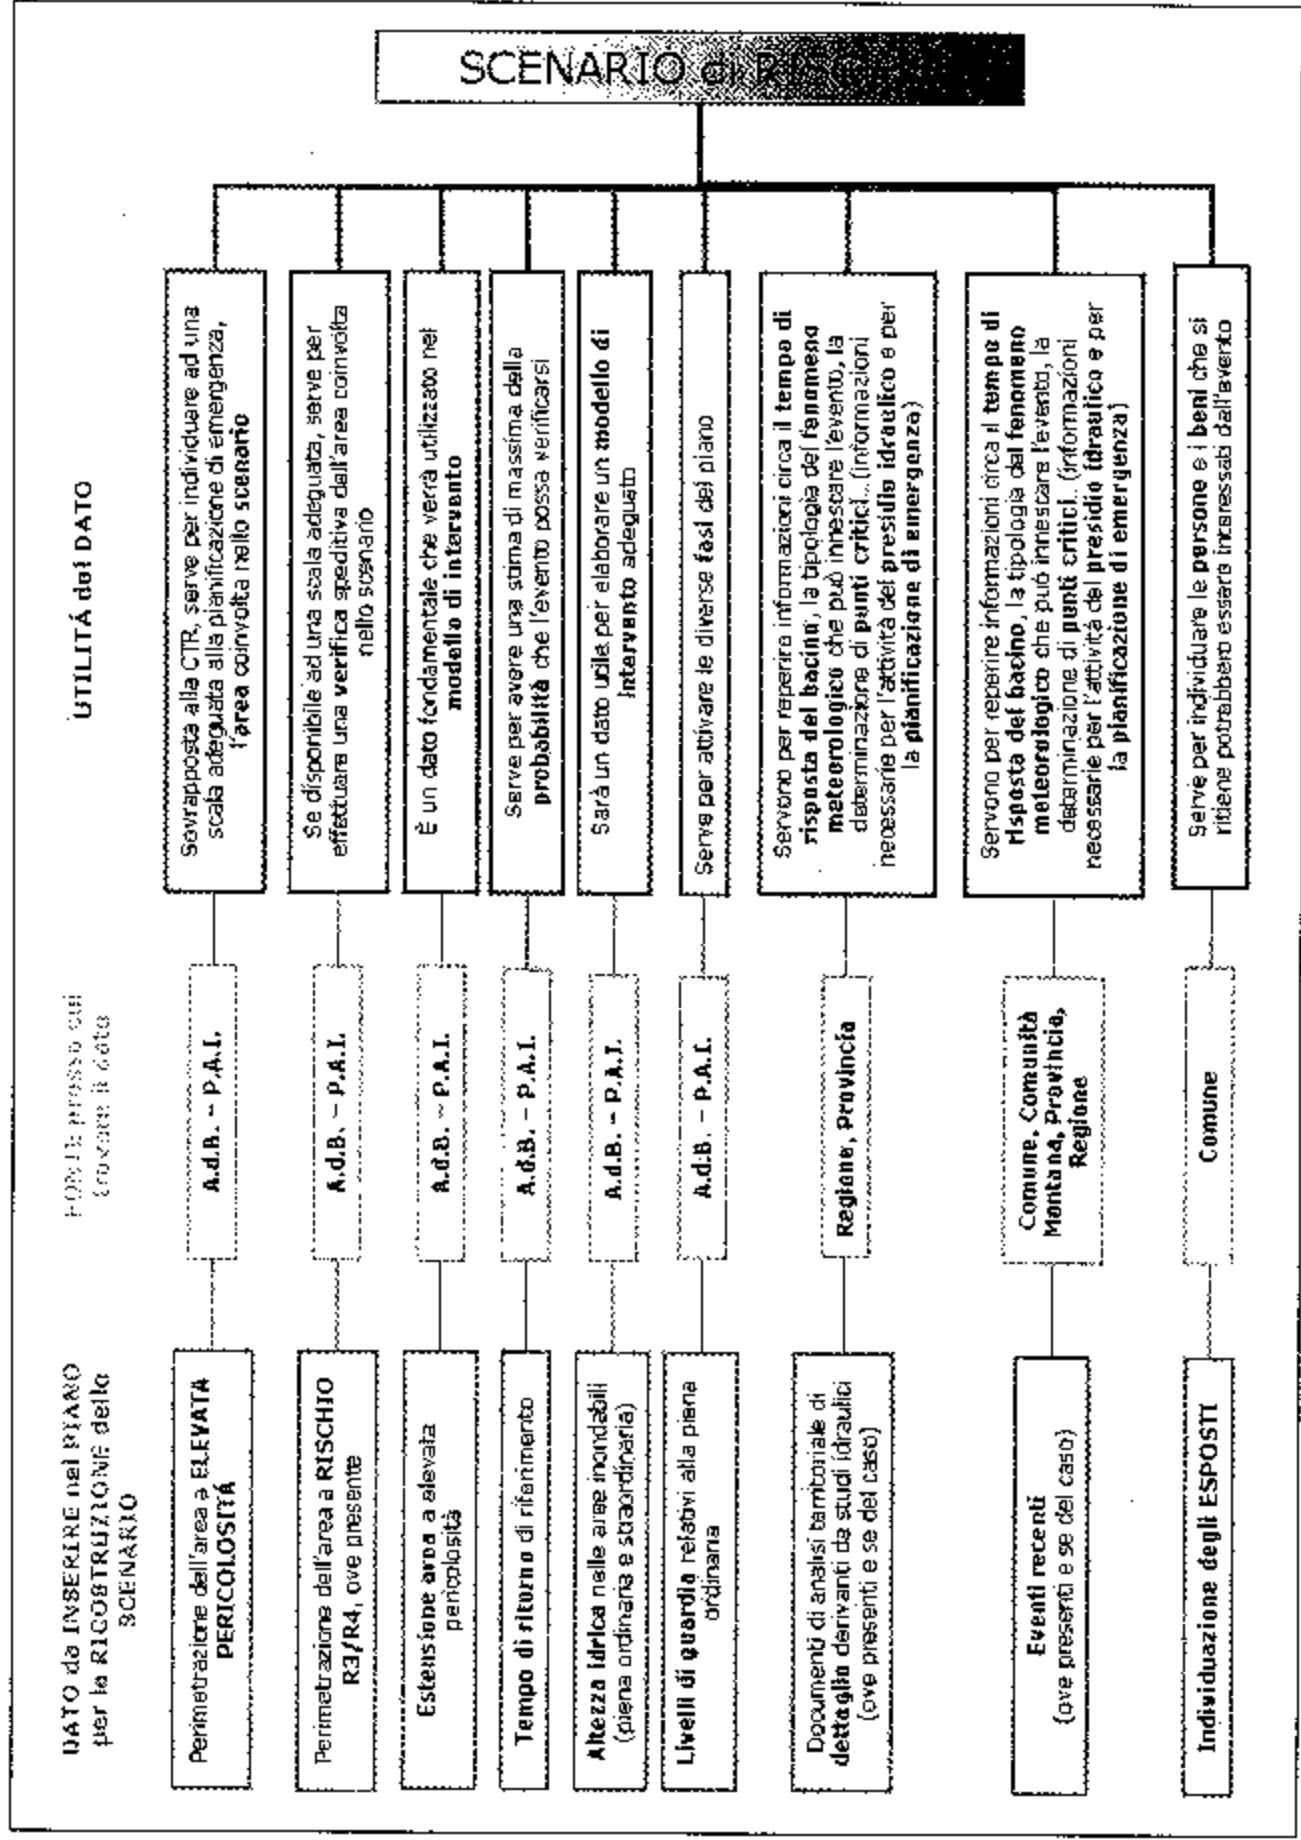 SCENARIO di RISC
DATO da INSERIRE nel PIANO
per la RICOSTRUZIONE dello
SCENARIO
FONTE presso cui
trovare il dato
UTILITÁ del DATO
Perimetrazione dell'area a ELEVATA
PERICOLOSITÀ
A.d.B. – P.A.I.
Sovrapposta alla CTR, serve per individuare ad una
scala adeguata alla pianificazione di emergenza,
l'area coinvolta nello scenario
Perimetrazione dell'area a RISCHIO
R3/R4, ove presente
A.d.B. – P.A.I.
Se disponibile ad una scala adeguata, serve per
effettuare una verifica speditiva dell'area coinvolta
nello scenario
Estensione area a elevata
pericolosità
A.d.B. – P.A.I.
È un dato fondamentale che verrà utilizzato nel
modello di intervento
Tempo di ritorno di riferimento
A.d.B. – P.A.I.
Serve per avere una stima di massima della
probabilità che l'evento possa verificarsi
Altezza idrica nelle aree inondabili
(piena ordinaria e straordinaria)
A.d.B. – P.A.I.
Sarà un dato utile per elaborare un modello di
intervento adeguato
Livelli di guardia relativi alla piena
ordinaria
A.d.B. – P.A.I.
Serve per attivare le diverse fasi del piano
Documenti di analisi territoriale di
dettaglio derivanti da studi idraulici
(ove presenti e se del caso)
Regione, Provincia
Servono per reperire informazioni circa il tempo di
risposta del bacino, la tipologia del fenomeno
meteorologico che può innescare l'evento, la
determinazione di punti critici... (informazioni
necessarie per l'attività del presidio idraulico e per
la pianificazione di emergenza)
Eventi recenti
(ove presenti e se del caso)
Comune, Comunità
Montana, Provincia,
Regione
Servono per reperire informazioni circa il tempo di
risposta del bacino, la tipologia del fenomeno
meteorologico che può innescare l'evento, la
determinazione di punti critici... (informazioni
necessarie per l'attività del presidio idraulico e per
la pianificazione di emergenza)
Individuazione degli ESPOSTI
Comune
Serve per individuare le persone e i beni che si
ritiene potrebbero essere interessati dall'evento